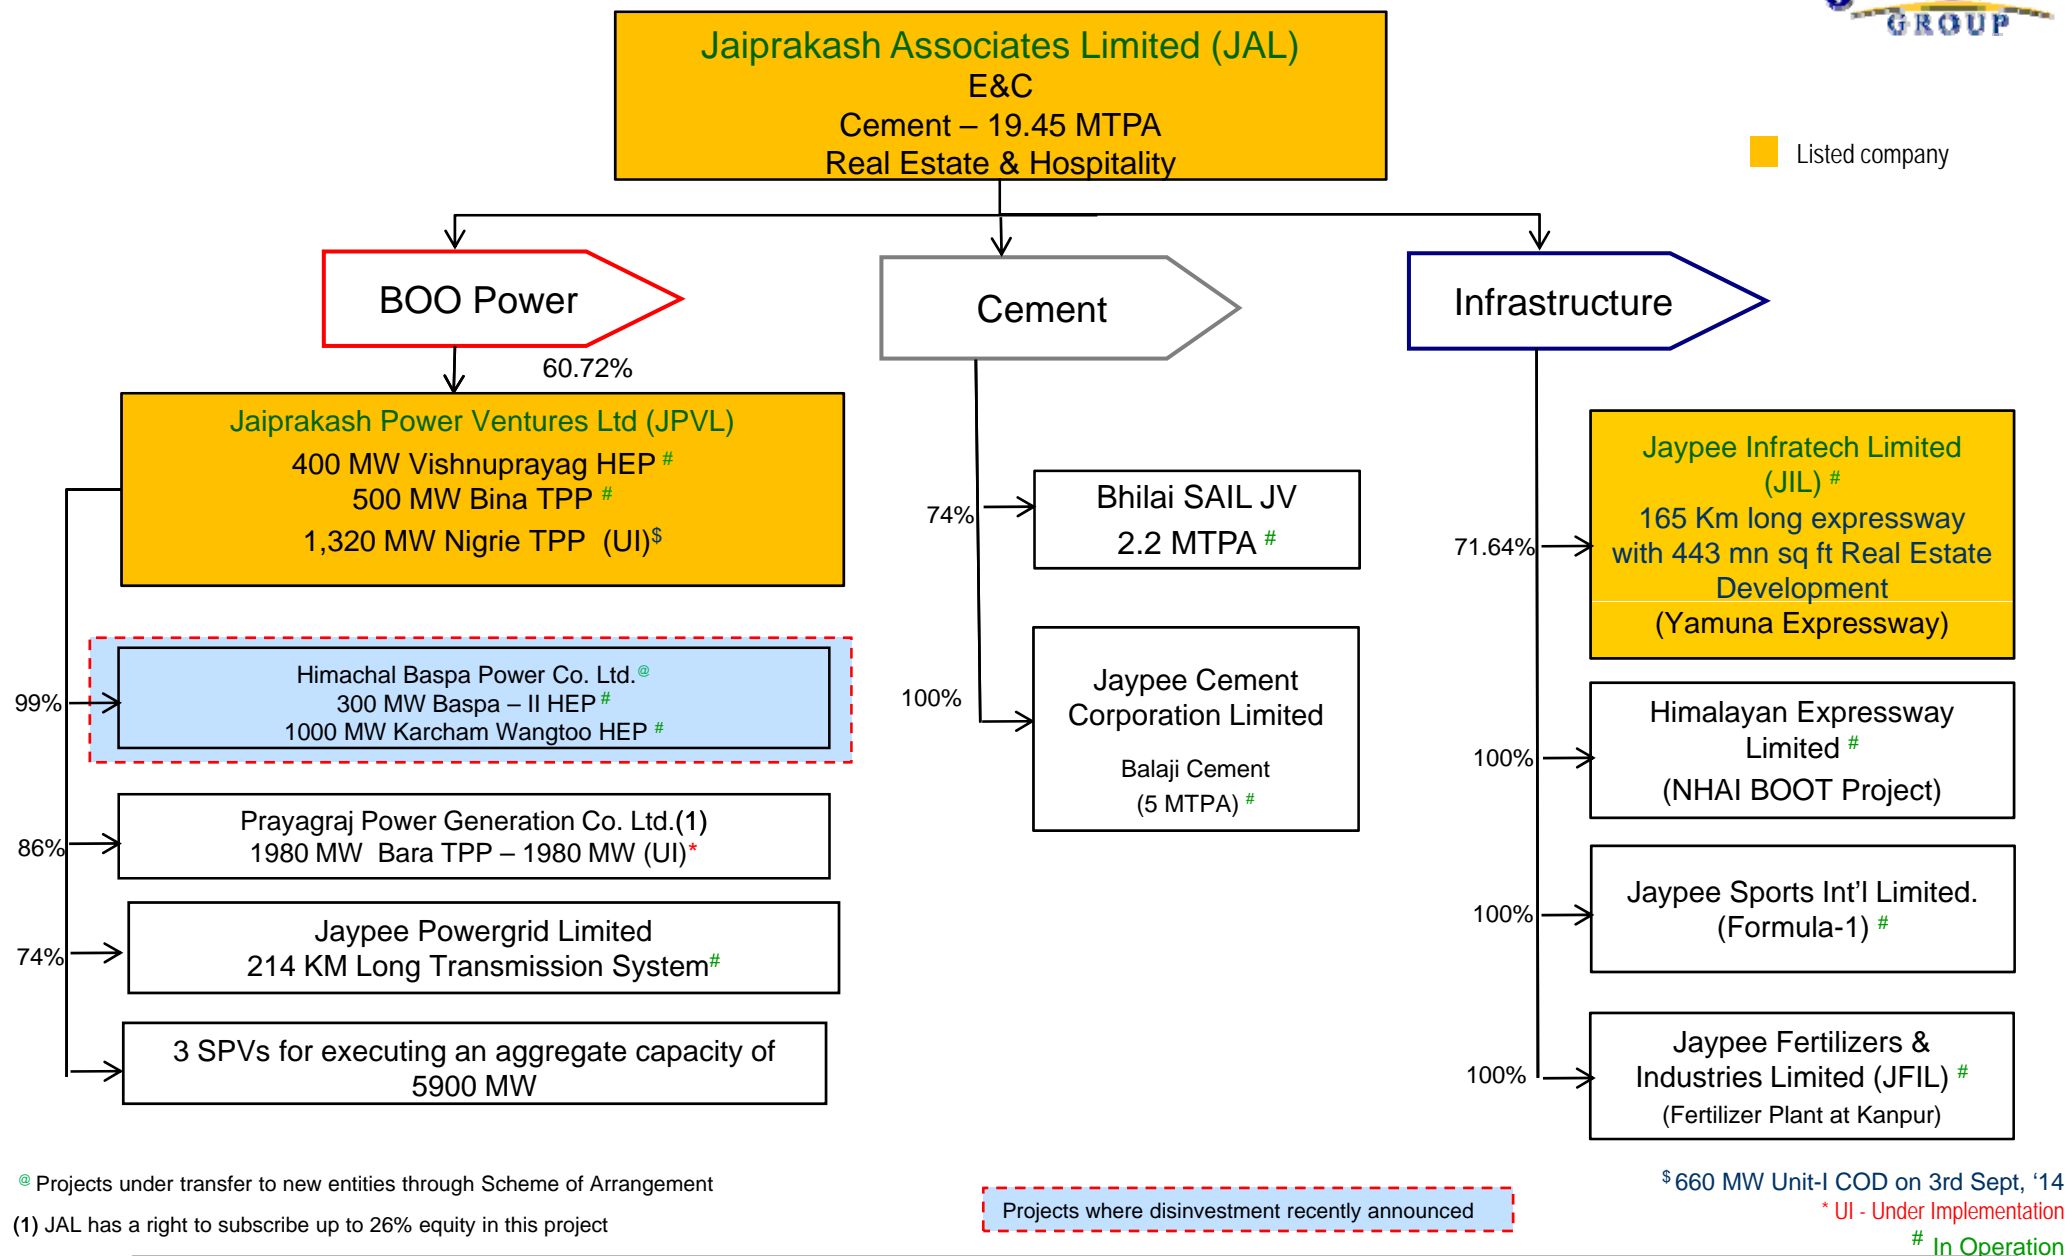 GROUP
Jaiprakash Associates Limited (JAL)
E&C
Cement – 19.45 MTPA
Real Estate & Hospitality
Listed company
BOO Power
Cement
Infrastructure
60.72%
Jaiprakash Power Ventures Ltd (JPVL)
400 MW Vishnuprayag HEP #
500 MW Bina TPP #
1,320 MW Nigrie TPP (UI)$
99%
Himachal Baspa Power Co. Ltd.@
300 MW Baspa – II HEP #
1000 MW Karcham Wangtoo HEP #
86%
Prayagraj Power Generation Co. Ltd.(1)
1980 MW Bara TPP – 1980 MW (UI)*
74%
Jaypee Powergrid Limited
214 KM Long Transmission System#
3 SPVs for executing an aggregate capacity of
5900 MW
74%
Bhilai SAIL JV
2.2 MTPA #
100%
Jaypee Cement
Corporation Limited
Balaji Cement
(5 MTPA) #
71.64%
Jaypee Infratech Limited
(JIL) #
165 Km long expressway
with 443 mn sq ft Real Estate
Development
(Yamuna Expressway)
100%
Himalayan Expressway
Limited #
(NHAI BOOT Project)
100%
Jaypee Sports Int’l Limited.
(Formula-1) #
100%
Jaypee Fertilizers &
Industries Limited (JFIL) #
(Fertilizer Plant at Kanpur)
@ Projects under transfer to new entities through Scheme of Arrangement
(1) JAL has a right to subscribe up to 26% equity in this project
Projects where disinvestment recently announced
$ 660 MW Unit-I COD on 3rd Sept, ‘14
* UI - Under Implementation
# In Operation